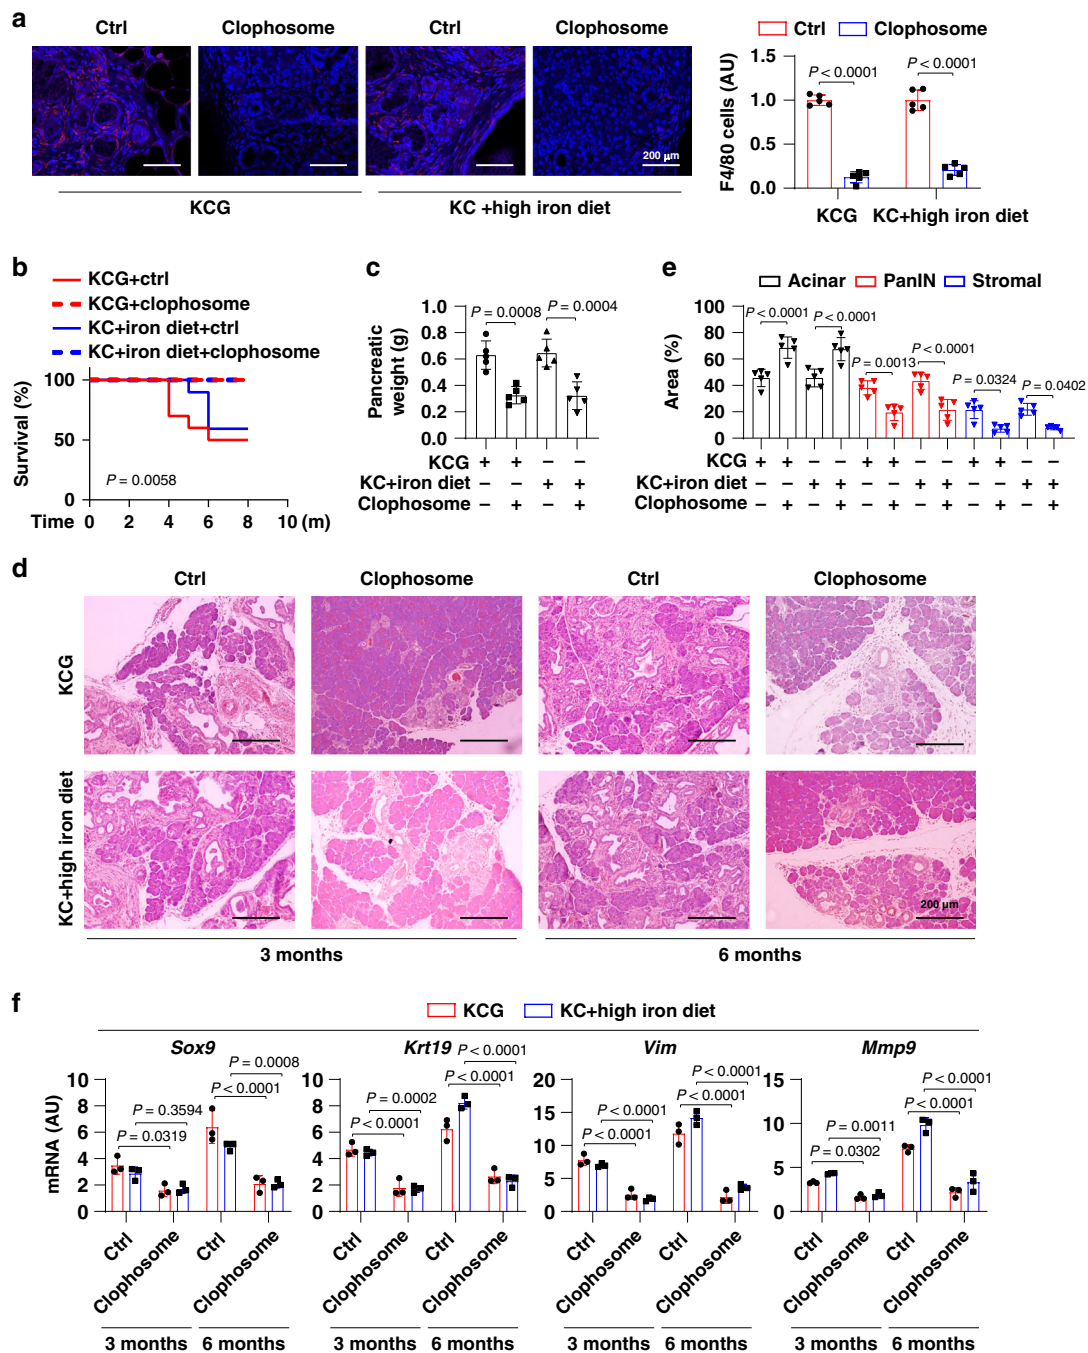 a
Ctrl Clophosome Ctrl Clophosome
200 µm
KCG KC +high iron diet
Ctrl Clophosome
F4/80 cells (AU)
1.5
1.0
0.5
0.0
P < 0.0001 P < 0.0001
KCG KC+high iron diet
b
KCG+ctrl
KCG+clophosome
KC+iron diet+ctrl
KC+iron diet+clophosome
Survival (%)
100
50
0
P = 0.0058
Time 0 2 4 6 8 10 (m)
c
Pancreatic
weight (g)
1.0
0.8
0.6
0.4
0.2
0.0
P = 0.0008 P = 0.0004
KCG + + – –
KC+iron diet – – + +
Clophosome – + – +
e
Acinar PanIN Stromal
Area (%)
100
80
60
40
20
0
P < 0.0001 P < 0.0001 P = 0.0013 P < 0.0001 P = 0.0324 P = 0.0402
KCG + + – – + + – – + + – –
KC+iron diet – – + + – – + + – – + +
Clophosome – + – + – + – + – + – +
d
Ctrl Clophosome Ctrl Clophosome
KCG
KC+high iron diet
200 µm
3 months 6 months
f
KCG KC+high iron diet
Sox9 Krt19 Vim Mmp9
mRNA (AU)
10
8
6
4
2
0
P = 0.0319
P = 0.3594
P < 0.0001
P = 0.0008
10
8
6
4
2
0
P < 0.0001
P = 0.0002
P < 0.0001
P < 0.0001
20
15
10
5
0
P < 0.0001
P < 0.0001
P < 0.0001
P < 0.0001
15
10
5
0
P = 0.0302
P = 0.0011
P < 0.0001
P < 0.0001
Ctrl Clophosome Ctrl Clophosome Ctrl Clophosome Ctrl Clophosome Ctrl Clophosome Ctrl Clophosome Ctrl Clophosome Ctrl Clophosome
3 months 6 months 3 months 6 months 3 months 6 months 3 months 6 months